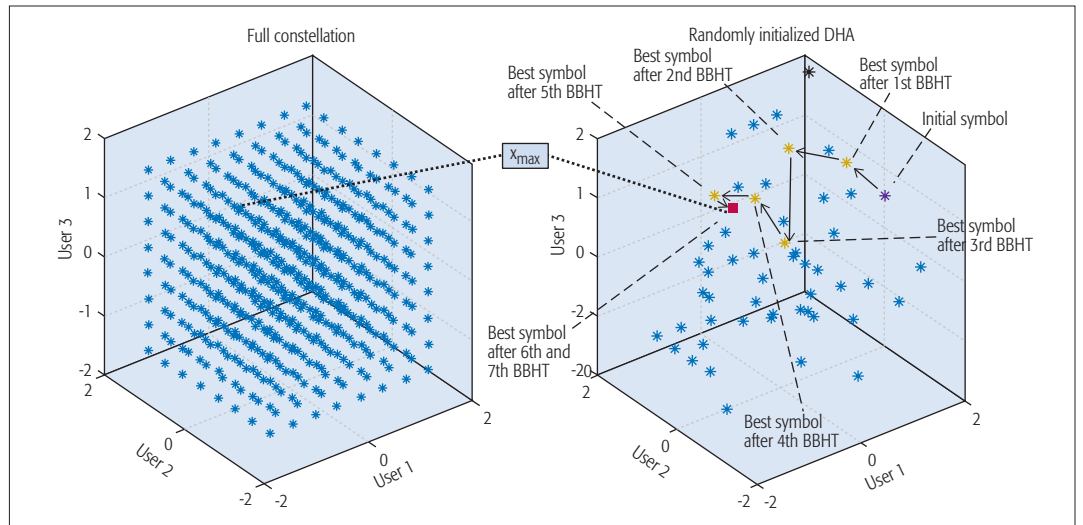 Full constellation
2
1
0
-1
-2
2
0
-2
-2
0
2
User 3
User 2
User 1
x_max
Randomly initialized DHA
Best symbol
after 5th BBHT
Best symbol
after 2nd BBHT
Best symbol
after 1st BBHT
Initial symbol
Best symbol
after 3rd BBHT
Best symbol
after 6th and
7th BBHT
Best symbol
after 4th BBHT
2
1
0
-2
-20
2
0
-2
-2
0
2
User 3
User 2
User 1